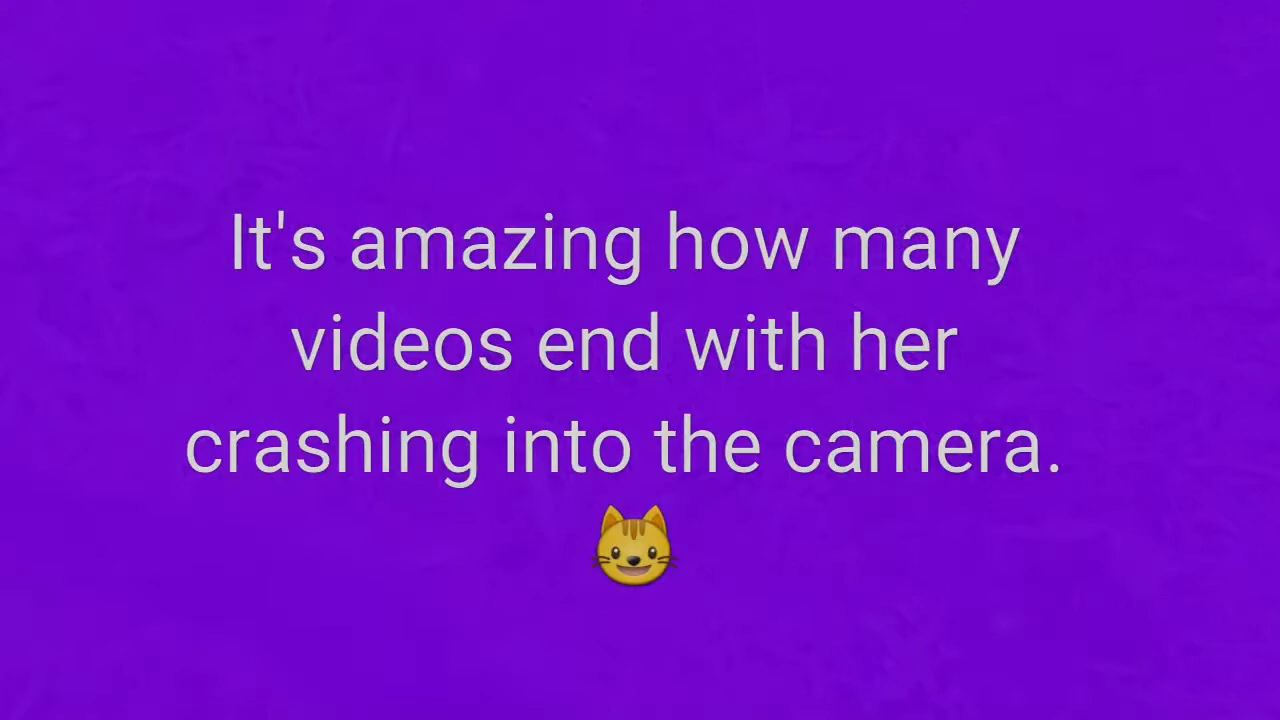 It's amazing how many
videos end with her
crashing into the camera.
😺